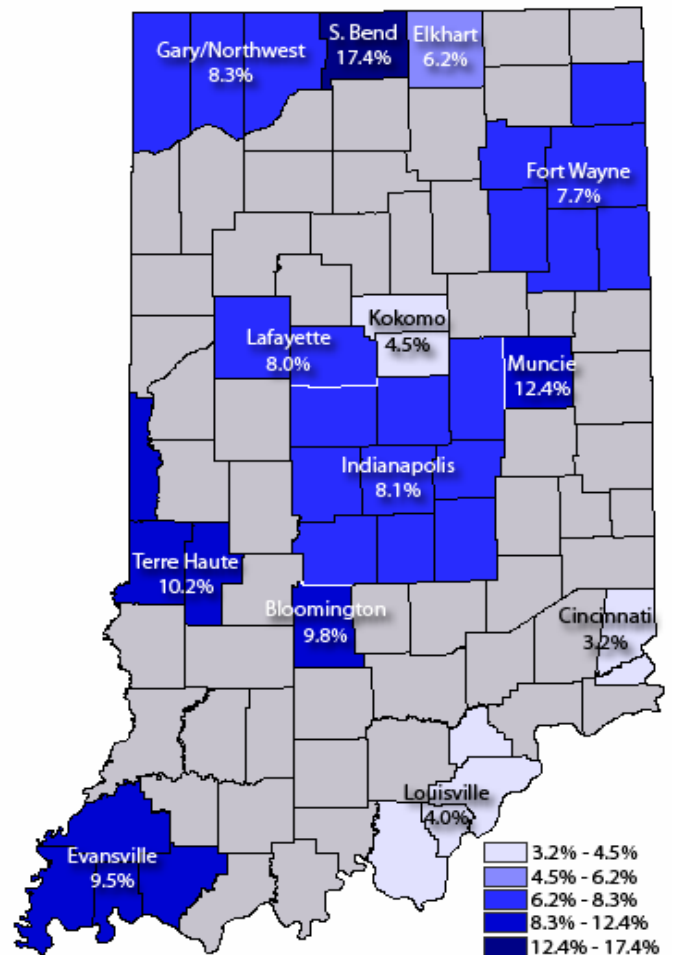 S. Bend
17.4%
Elkhart
6.2%
Gary/Northwest
8.3%
Fort Wayne
7.7%
Kokomo
4.5%
Lafayette
8.0%
Muncie
12.4%
Indianapolis
8.1%
Terre Haute
10.2%
Bloomington
9.8%
Cincinnati
3.2%
Louisville
4.0%
Evansville
9.5%
3.2% - 4.5%
4.5% - 6.2%
6.2% - 8.3%
8.3% - 12.4%
12.4% - 17.4%